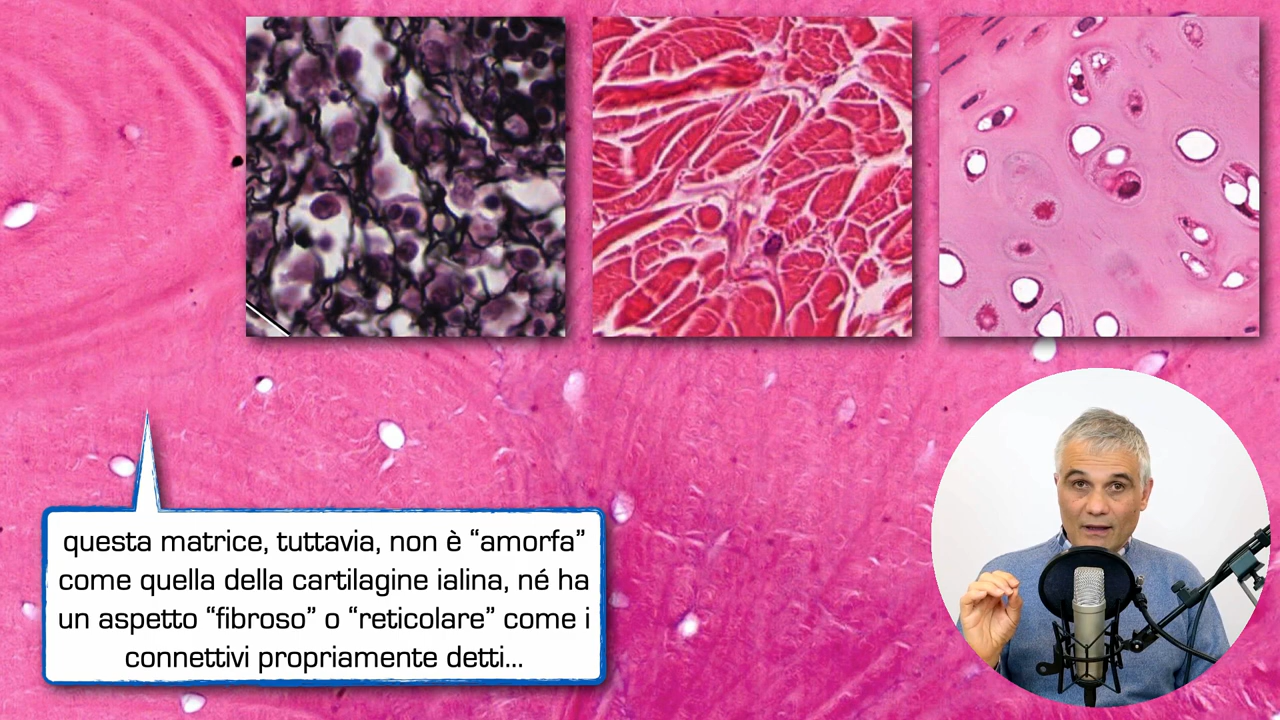 questa matrice, tuttavia, non è “amorfa”
come quella della cartilagine ialina, né ha
un aspetto “fibroso” o “reticolare” come i
connettivi propriamente detti...